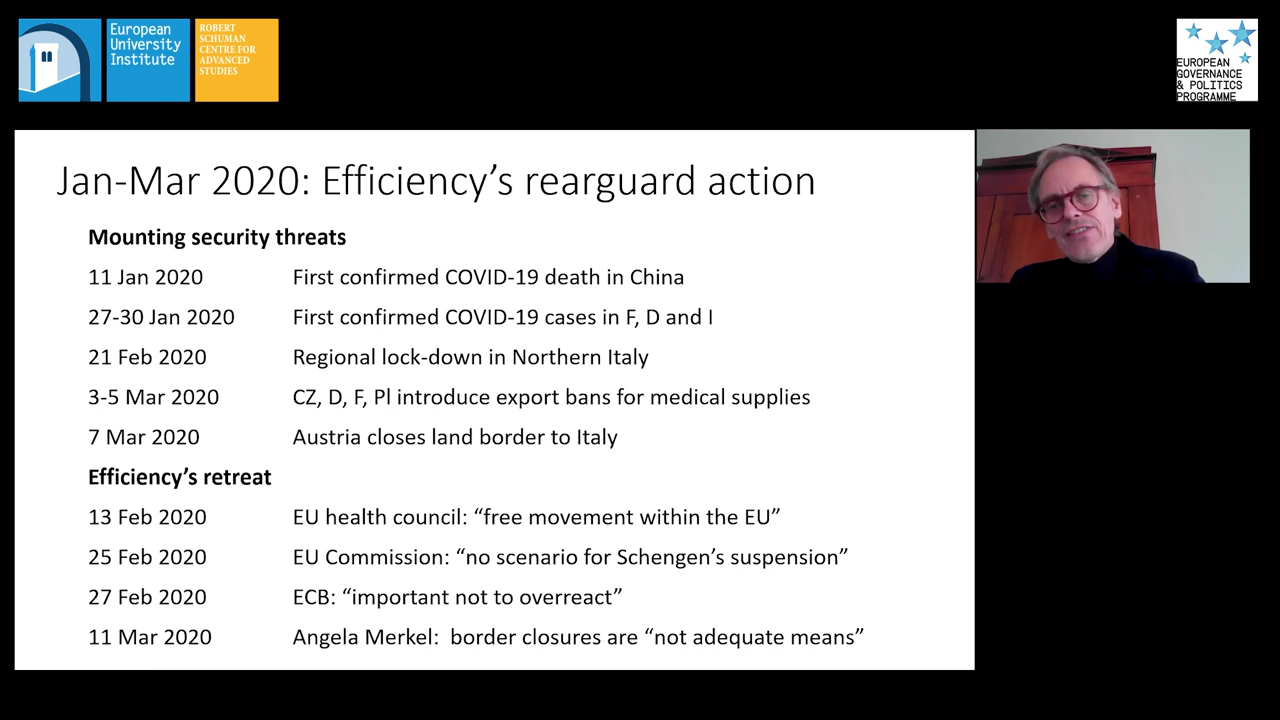 European
University
Institute
ROBERT
SCHUMAN
CENTRE FOR
ADVANCED
STUDIES
EUROPEAN
GOVERNANCE
& POLITICS
PROGRAMME
Jan-Mar 2020: Efficiency’s rearguard action
Mounting security threats
11 Jan 2020 First confirmed COVID-19 death in China
27-30 Jan 2020 First confirmed COVID-19 cases in F, D and I
21 Feb 2020 Regional lock-down in Northern Italy
3-5 Mar 2020 CZ, D, F, Pl introduce export bans for medical supplies
7 Mar 2020 Austria closes land border to Italy
Efficiency’s retreat
13 Feb 2020 EU health council: “free movement within the EU”
25 Feb 2020 EU Commission: “no scenario for Schengen’s suspension”
27 Feb 2020 ECB: “important not to overreact”
11 Mar 2020 Angela Merkel: border closures are “not adequate means”